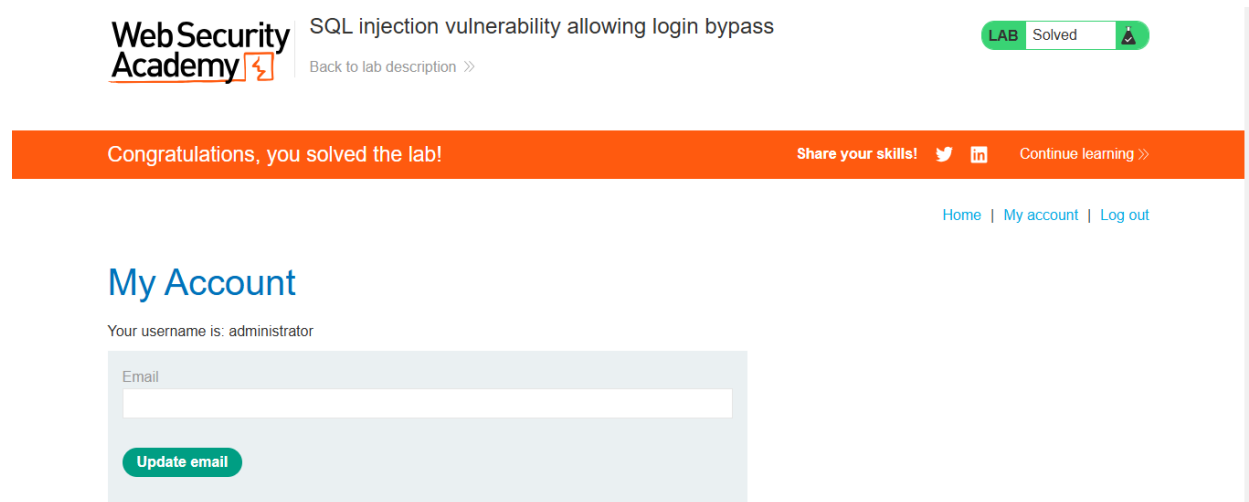 Web Security
Academy
SQL injection vulnerability allowing login bypass
Back to lab description »
LAB Solved
Congratulations, you solved the lab!
Share your skills! in Continue learning »
Home | My account | Log out
My Account
Your username is: administrator
Email
Update email